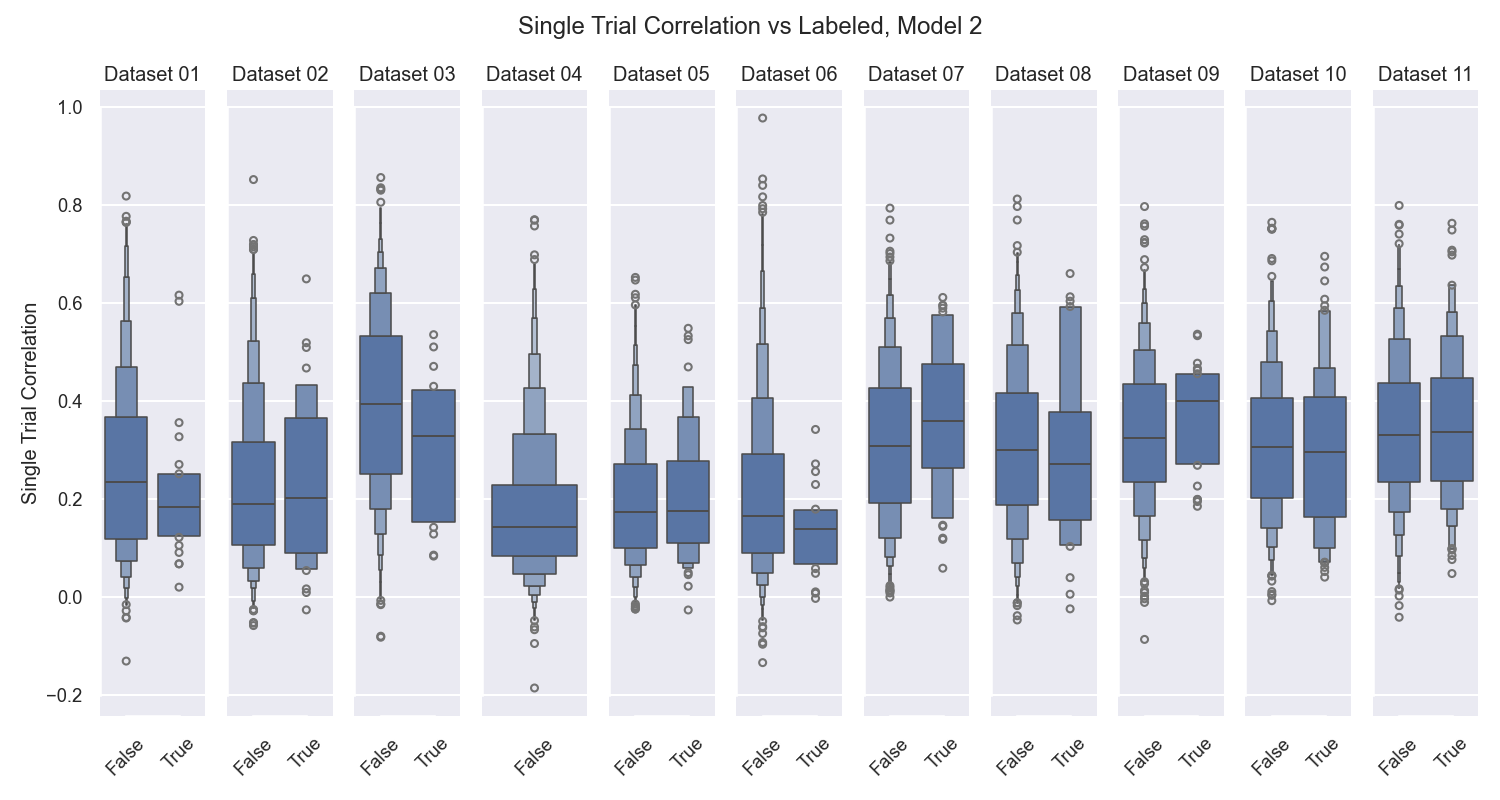 Single Trial Correlation vs Labeled, Model 2
Dataset 01 Dataset 02 Dataset 03 Dataset 04 Dataset 05 Dataset 06 Dataset 07 Dataset 08 Dataset 09 Dataset 10 Dataset 11
1.0
0.8
0.6
0.4
0.2
0.0
−0.2
Single Trial Correlation
False True False True False True False False True False True False True False True False True False True False True